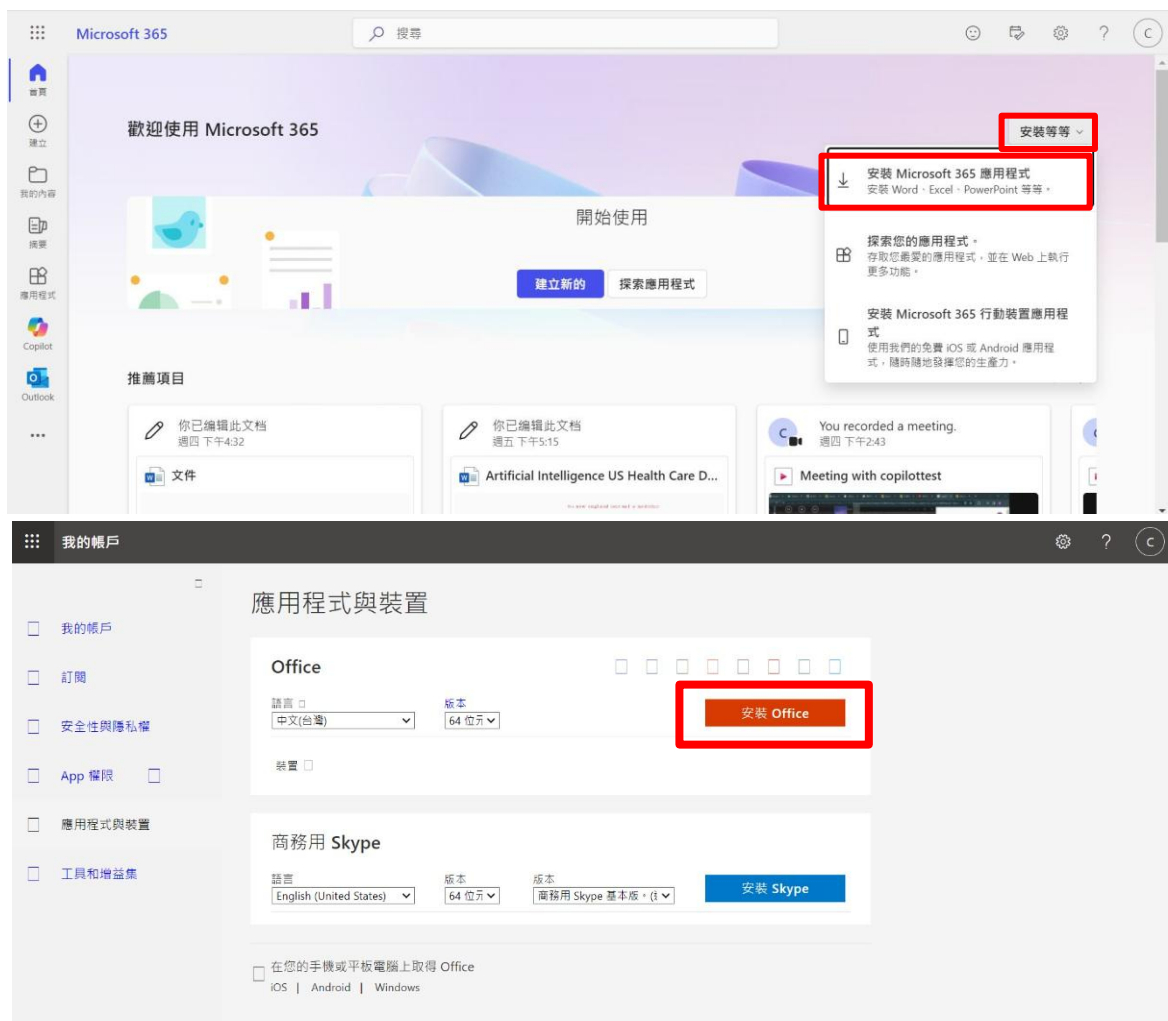 Microsoft 365
搜尋
C
首頁
建立
我的內容
摘要
應用程式
Copilot
Outlook
歡迎使用 Microsoft 365
安裝等等
安裝 Microsoft 365 應用程式
安裝 Word、Excel、PowerPoint 等等。
探索您的應用程式。
存取您最愛的應用程式，並在 Web 上執行
更多功能。
安裝 Microsoft 365 行動裝置應用程
式
使用我們的免費 iOS 或 Android 應用程
式，隨時隨地發揮您的生產力。
開始使用
建立新的
探索應用程式
推薦項目
你已编辑此文档
週四 下午4:32
文件
你已编辑此文档
週五 下午5:15
Artificial Intelligence US Health Care D...
C
You recorded a meeting.
週四 下午2:43
Meeting with copilottest
我的帳戶
?
C
我的帳戶
訂閱
安全性與隱私權
App 權限
應用程式與裝置
工具和增益集
應用程式與裝置
Office
語言
版本
中文(台灣)
64 位元
安裝 Office
裝置
商務用 Skype
語言
版本
版本
English (United States)
64 位元
商務用 Skype 基本版。(
安裝 Skype
在您的手機或平板電腦上取得 Office
iOS | Android | Windows